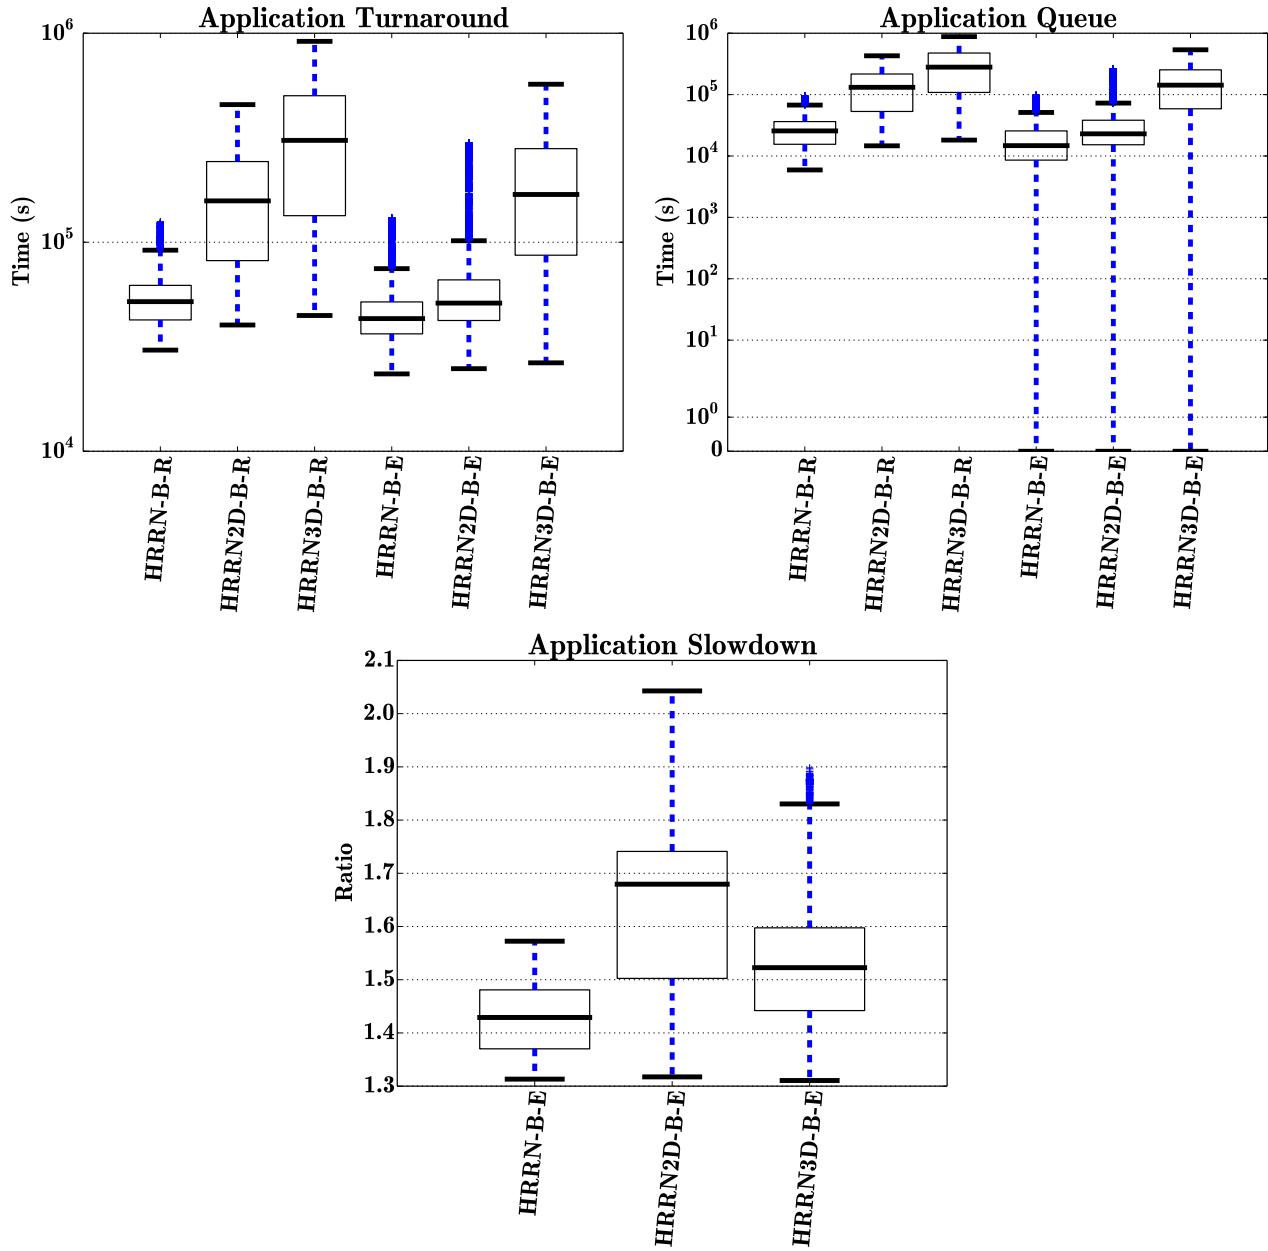 Application Turnaround
10^6
10^5
10^4
Time (s)
HRRN-B-R
HRRN2D-B-R
HRRN3D-B-R
HRRN-B-E
HRRN2D-B-E
HRRN3D-B-E
Application Queue
10^6
10^5
10^4
10^3
10^2
10^1
10^0
0
Time (s)
HRRN-B-R
HRRN2D-B-R
HRRN3D-B-R
HRRN-B-E
HRRN2D-B-E
HRRN3D-B-E
Application Slowdown
2.1
2.0
1.9
1.8
1.7
1.6
1.5
1.4
1.3
Ratio
HRRN-B-E
HRRN2D-B-E
HRRN3D-B-E